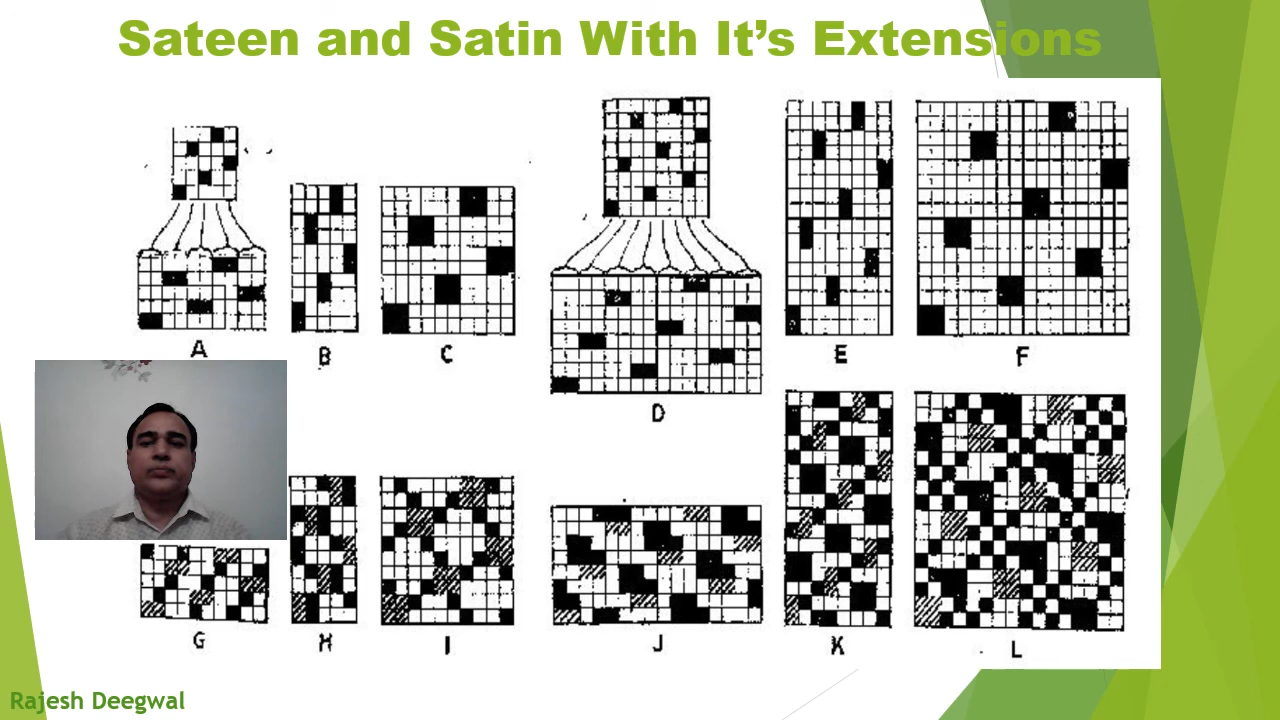 Sateen and Satin With It's Extensions
A
B
C
D
E
F
G
H
I
J
K
L
Rajesh Deegwal